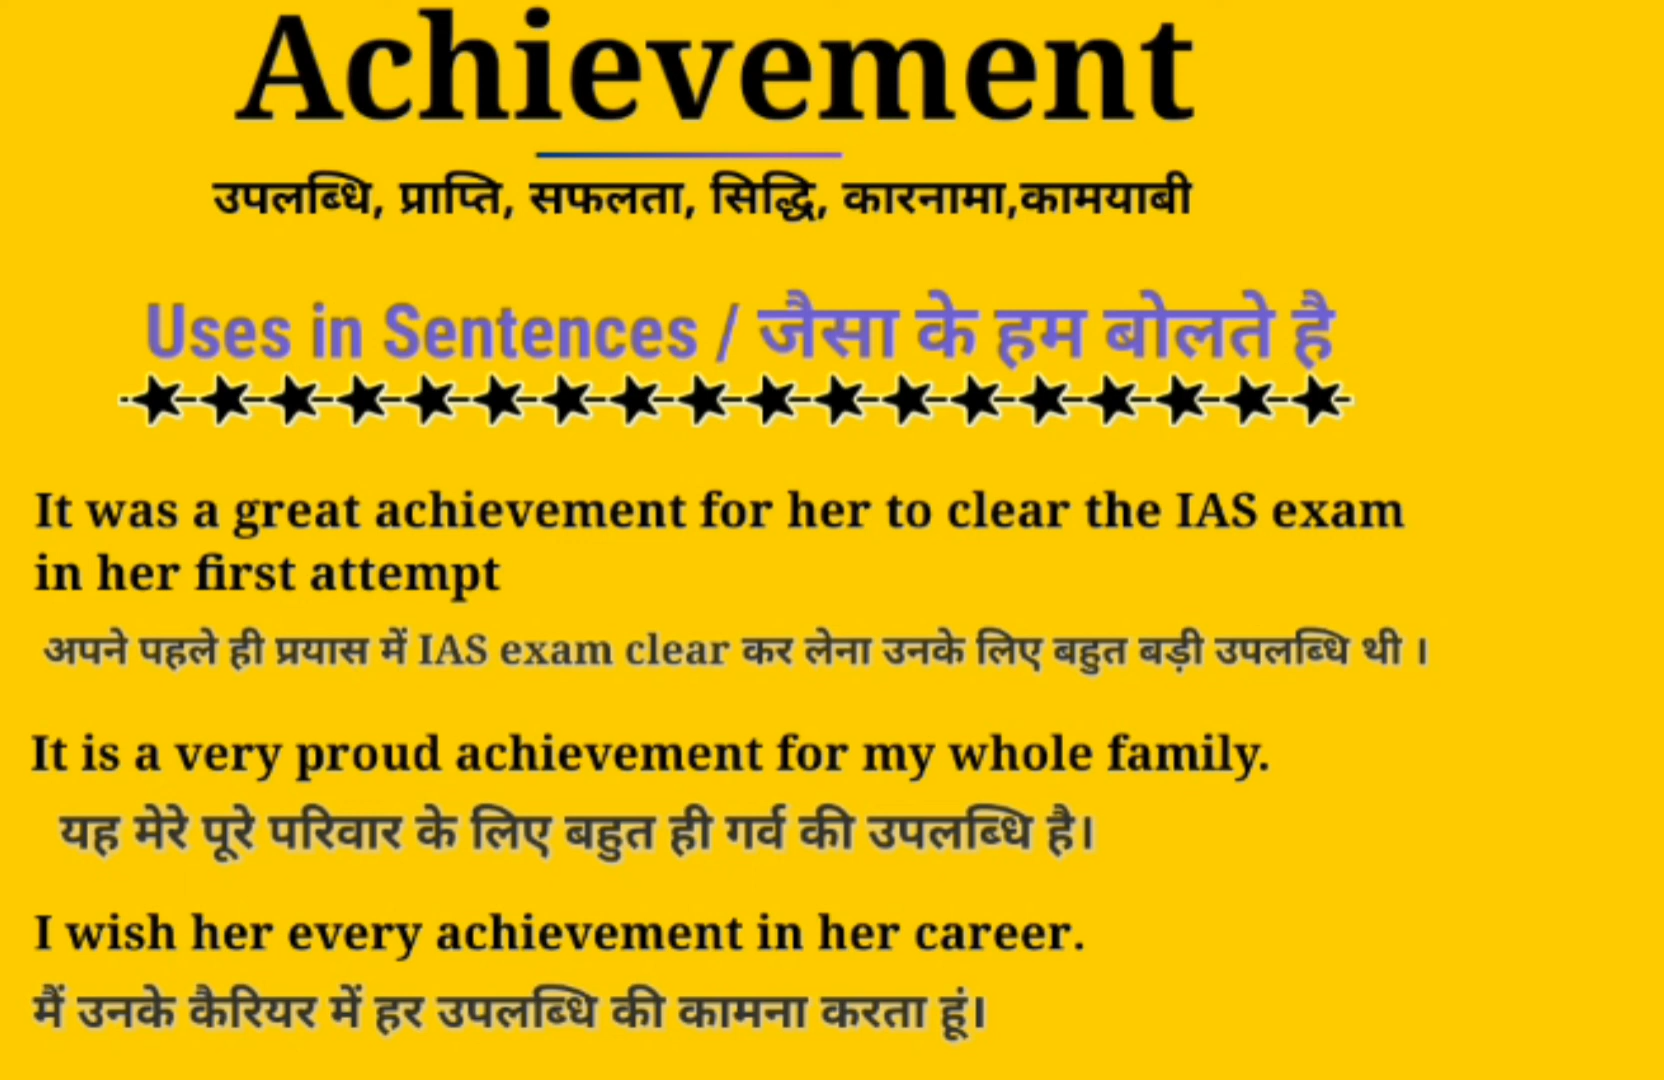 Achievement
उपलब्धि, प्राप्ति, सफलता, सिद्धि, कारनामा,कामयाबी
Uses in Sentences / जैसा के हम बोलते है
It was a great achievement for her to clear the IAS exam
in her first attempt
अपने पहले ही प्रयास में IAS exam clear कर लेना उनके लिए बहुत बड़ी उपलब्धि थी ।
It is a very proud achievement for my whole family.
यह मेरे पूरे परिवार के लिए बहुत ही गर्व की उपलब्धि है।
I wish her every achievement in her career.
मैं उनके कैरियर में हर उपलब्धि की कामना करता हूं।